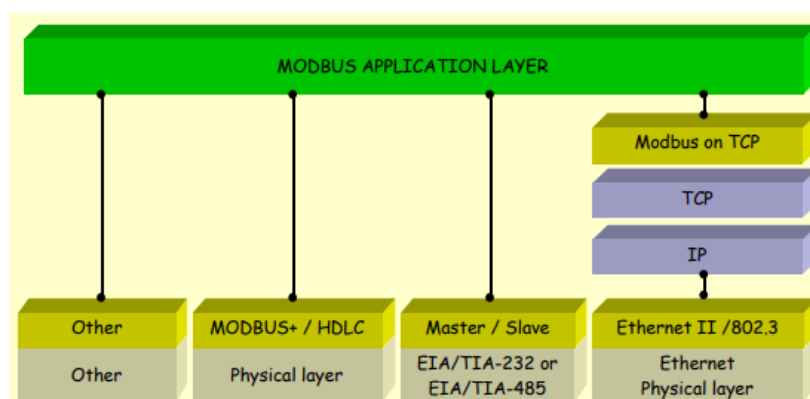 MODBUS APPLICATION LAYER
Modbus on TCP
TCP
IP
Other
MODBUS+ / HDLC
Master / Slave
Ethernet II /802.3
Other
Physical layer
EIA/TIA-232 or
EIA/TIA-485
Ethernet
Physical layer